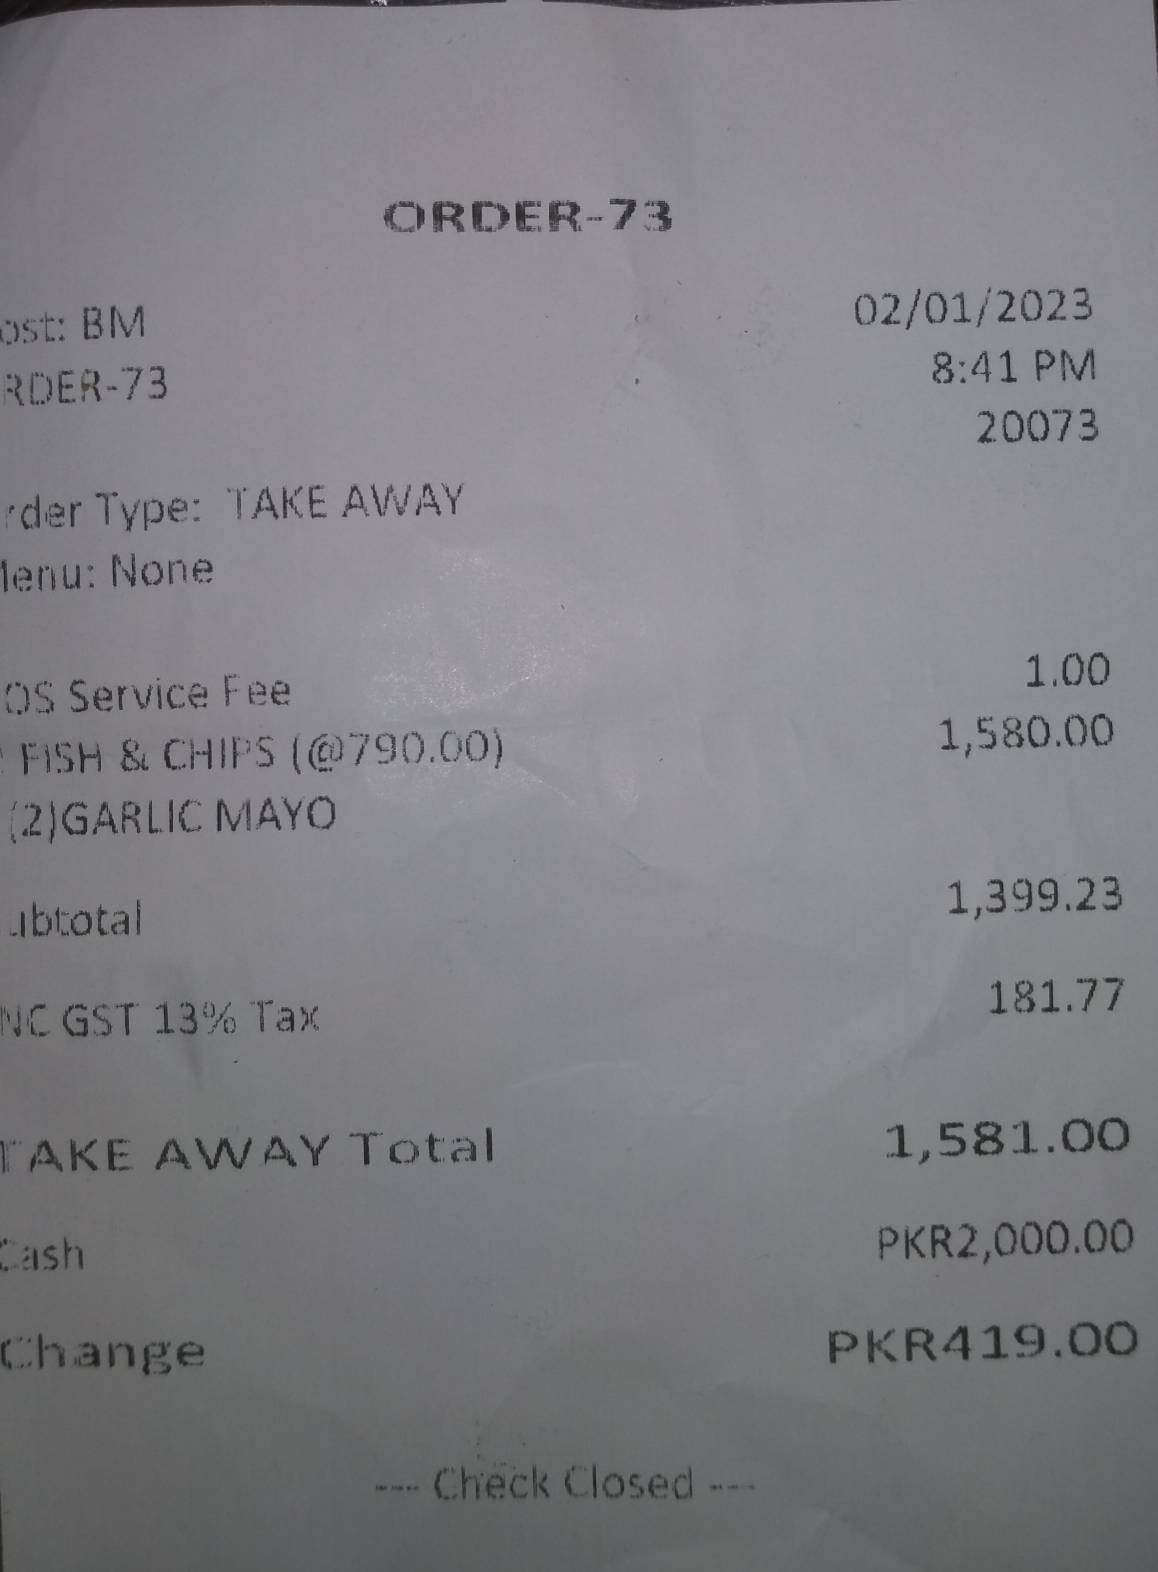 ORDER-73
ost: BM 02/01/2023
RDER-73 8:41 PM
20073
rder Type: TAKE AWAY
Menu: None
OS Service Fee 1.00
FISH & CHIPS (@790.00) 1,580.00
(2)GARLIC MAYO
ubtotal 1,399.23
NC GST 13% Tax 181.77
TAKE AWAY Total 1,581.00
Cash PKR2,000.00
Change PKR419.00
---- Check Closed ----